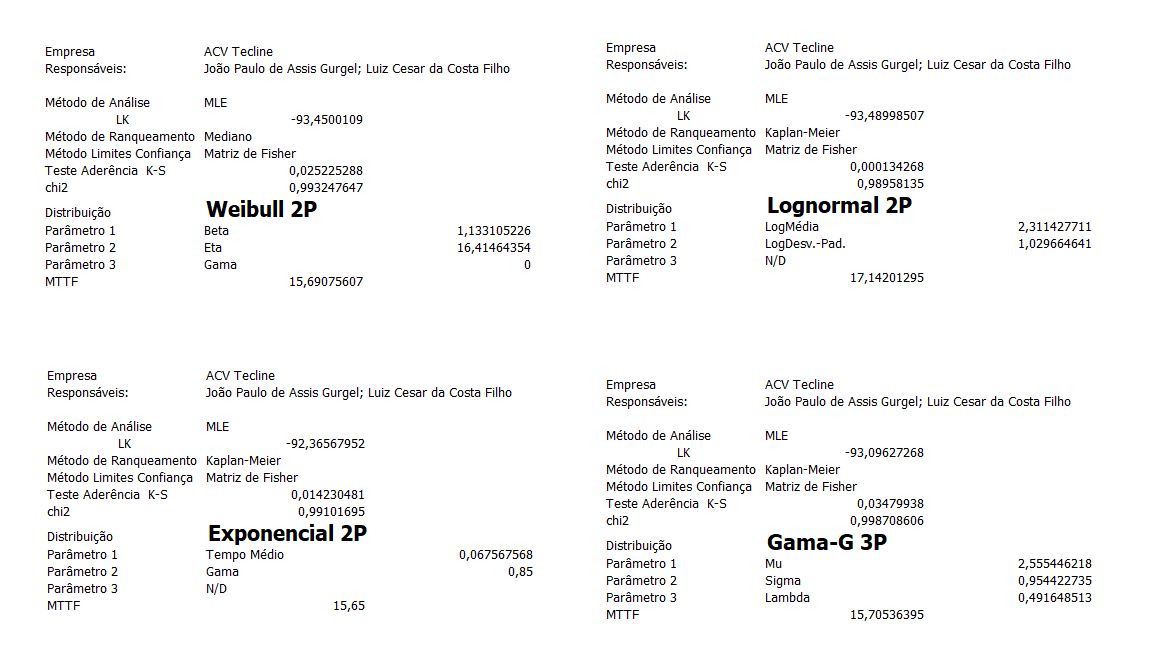 Empresa ACV Tecline
Responsáveis: João Paulo de Assis Gurgel; Luiz Cesar da Costa Filho
Método de Análise MLE
LK -93,4500109
Método de Ranqueamento Mediano
Método Limites Confiança Matriz de Fisher
Teste Aderência K-S 0,025225288
chi2 0,993247647
Distribuição Weibull 2P
Parâmetro 1 Beta 1,133105226
Parâmetro 2 Eta 16,41464354
Parâmetro 3 Gama 0
MTTF 15,69075607
Empresa ACV Tecline
Responsáveis: João Paulo de Assis Gurgel; Luiz Cesar da Costa Filho
Método de Análise MLE
LK -93,48998507
Método de Ranqueamento Kaplan-Meier
Método Limites Confiança Matriz de Fisher
Teste Aderência K-S 0,000134268
chi2 0,98958135
Distribuição Lognormal 2P
Parâmetro 1 LogMédia 2,311427711
Parâmetro 2 LogDesv.-Pad. 1,029664641
Parâmetro 3 N/D
MTTF 17,14201295
Empresa ACV Tecline
Responsáveis: João Paulo de Assis Gurgel; Luiz Cesar da Costa Filho
Método de Análise MLE
LK -92,36567952
Método de Ranqueamento Kaplan-Meier
Método Limites Confiança Matriz de Fisher
Teste Aderência K-S 0,014230481
chi2 0,99101695
Distribuição Exponencial 2P
Parâmetro 1 Tempo Médio 0,067567568
Parâmetro 2 Gama 0,85
Parâmetro 3 N/D
MTTF 15,65
Empresa ACV Tecline
Responsáveis: João Paulo de Assis Gurgel; Luiz Cesar da Costa Filho
Método de Análise MLE
LK -93,09627268
Método de Ranqueamento Kaplan-Meier
Método Limites Confiança Matriz de Fisher
Teste Aderência K-S 0,03479938
chi2 0,998708606
Distribuição Gama-G 3P
Parâmetro 1 Mu 2,555446218
Parâmetro 2 Sigma 0,954422735
Parâmetro 3 Lambda 0,491648513
MTTF 15,70536395